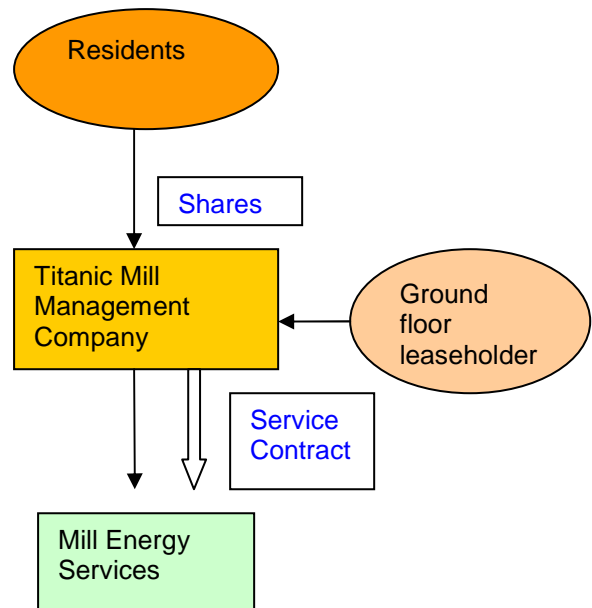 Residents
Shares
Titanic Mill
Management
Company
Ground
floor
leaseholder
Service
Contract
Mill Energy
Services